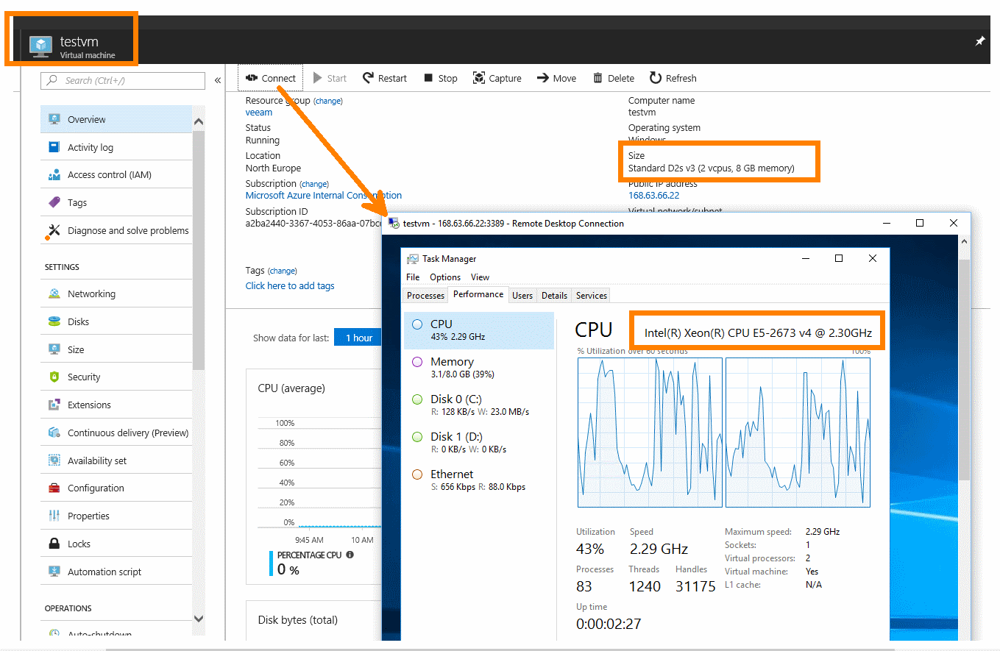 testvm
Virtual machine
Search (Ctrl+/)
Overview
Activity log
Access control (IAM)
Tags
Diagnose and solve problems
SETTINGS
Networking
Disks
Size
Security
Extensions
Continuous delivery (Preview)
Availability set
Configuration
Properties
Locks
Automation script
OPERATIONS
Auto-shutdown
Connect Start Restart Stop Capture Move Delete Refresh
Resource group (change)
veeam
Status
Running
Location
North Europe
Subscription (change)
Microsoft Azure Internal Consumption
Subscription ID
a2ba2440-3367-4053-86aa-07bce
Tags (change)
Click here to add tags
Computer name
testvm
Operating system
Windows
Size
Standard D2s v3 (2 vcpus, 8 GB memory)
Public IP address
168.63.66.22
Virtual network/subnet
Show data for last: 1 hour
CPU (average)
100%
80%
60%
40%
20%
0%
9:45 AM 10 AM
PERCENTAGE CPU
0 %
Disk bytes (total)
testvm - 168.63.66.22:3389 - Remote Desktop Connection
Task Manager
File Options View
Processes Performance Users Details Services
CPU
43% 2.29 GHz
Memory
3.1/8.0 GB (39%)
Disk 0 (C:)
R: 128 KB/s W: 23.0 MB/s
Disk 1 (D:)
R: 0 KB/s W: 0 KB/s
Ethernet
S: 656 Kbps R: 88.0 Kbps
CPU Intel(R) Xeon(R) CPU E5-2673 v4 @ 2.30GHz
% Utilization over 60 seconds 100%
Utilization Speed
43% 2.29 GHz
Processes Threads Handles
83 1240 31175
Up time
0:00:02:27
Maximum speed: 2.29 GHz
Sockets: 1
Virtual processors: 2
Virtual machine: Yes
L1 cache: N/A